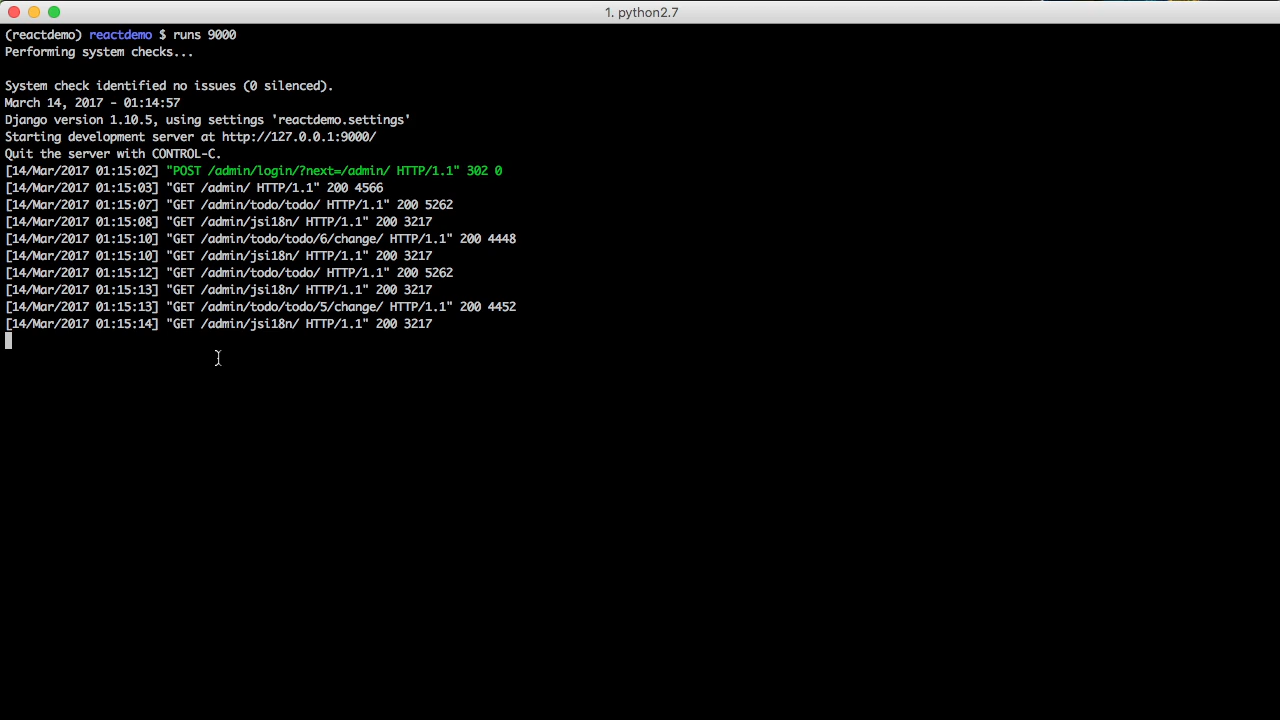 1. python2.7
(reactdemo) reactdemo $ runs 9000
Performing system checks...
System check identified no issues (0 silenced).
March 14, 2017 - 01:14:57
Django version 1.10.5, using settings 'reactdemo.settings'
Starting development server at http://127.0.0.1:9000/
Quit the server with CONTROL-C.
[14/Mar/2017 01:15:02] "POST /admin/login/?next=/admin/ HTTP/1.1" 302 0
[14/Mar/2017 01:15:03] "GET /admin/ HTTP/1.1" 200 4566
[14/Mar/2017 01:15:07] "GET /admin/todo/todo/ HTTP/1.1" 200 5262
[14/Mar/2017 01:15:08] "GET /admin/jsi18n/ HTTP/1.1" 200 3217
[14/Mar/2017 01:15:10] "GET /admin/todo/todo/6/change/ HTTP/1.1" 200 4448
[14/Mar/2017 01:15:10] "GET /admin/jsi18n/ HTTP/1.1" 200 3217
[14/Mar/2017 01:15:12] "GET /admin/todo/todo/ HTTP/1.1" 200 5262
[14/Mar/2017 01:15:13] "GET /admin/jsi18n/ HTTP/1.1" 200 3217
[14/Mar/2017 01:15:13] "GET /admin/todo/todo/5/change/ HTTP/1.1" 200 4452
[14/Mar/2017 01:15:14] "GET /admin/jsi18n/ HTTP/1.1" 200 3217